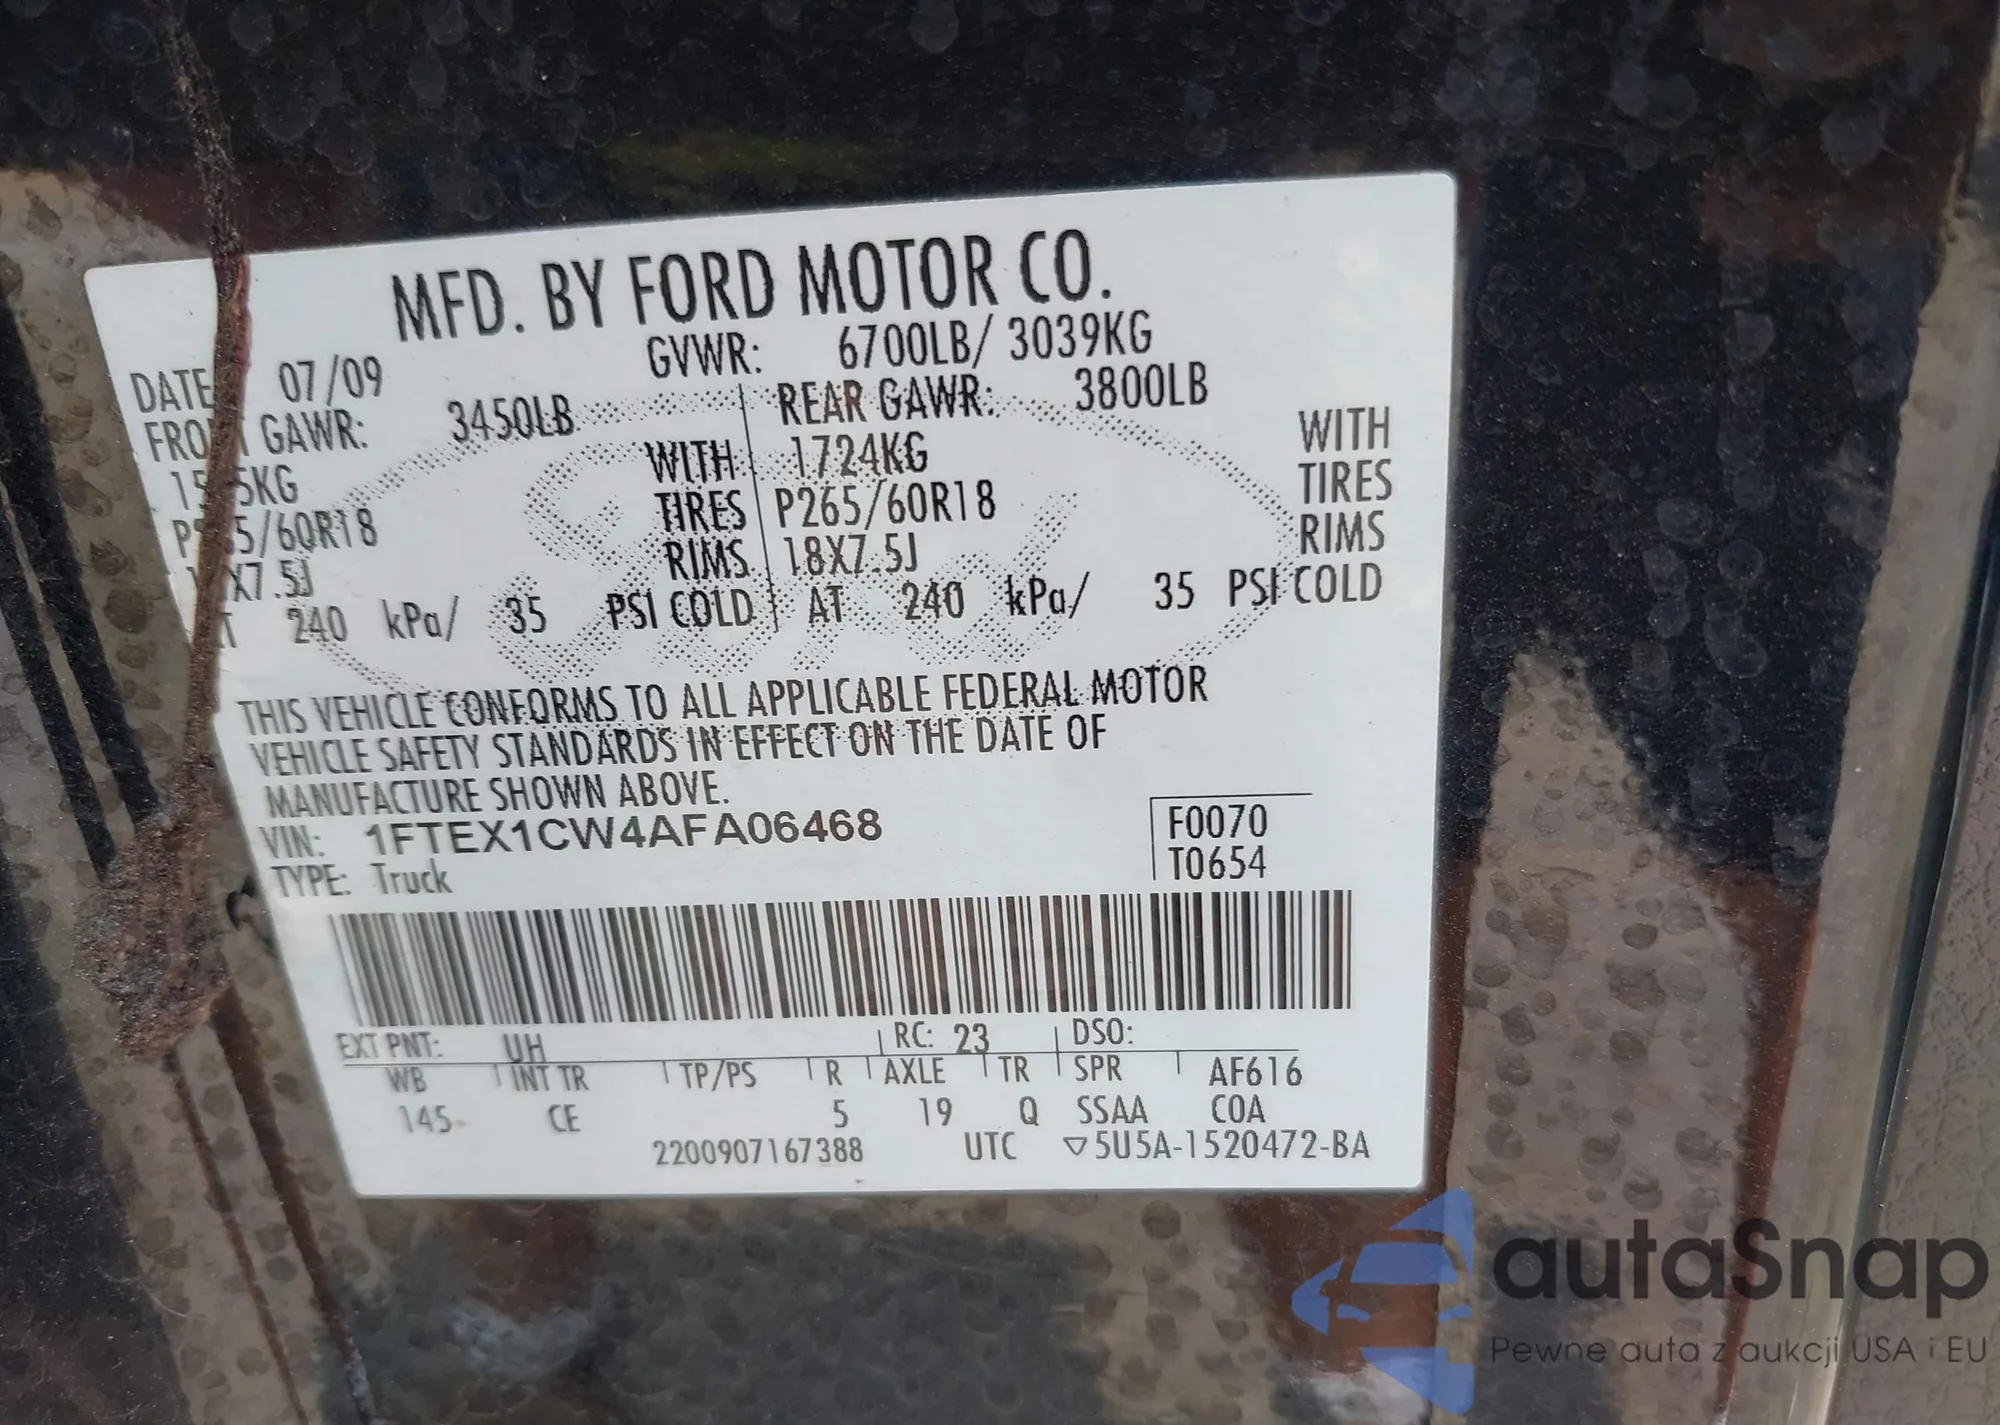 MFD. BY FORD MOTOR CO.
DATE 07/09 GVWR: 6700LB/ 3039KG
GAWR: 3450LB REAR GAWR: 3800LB
WITH 1724KG WITH
/60R18 TIRES P265/60R18 TIRES
X7.5J RIMS 18X7.5J RIMS
240 kPa/ 35 PSI COLD AT 240 kPa/ 35 PSI COLD
THIS VEHICLE CONFORMS TO ALL APPLICABLE FEDERAL MOTOR
VEHICLE SAFETY STANDARDS IN EFFECT ON THE DATE OF
MANUFACTURE SHOWN ABOVE.
VIN: 1FTEX1CW4AFA06468 F0070
TYPE: Truck T0654
EXT PNT: UH RC: 23 DSO:
WB INT TR TP/PS R AXLE TR SPR AF616
145 CE 5 19 Q SSAA COA
2200907167388 UTC ▽5U5A-1520472-BA
autaSnap
Pewne auta z aukcji USA i EU